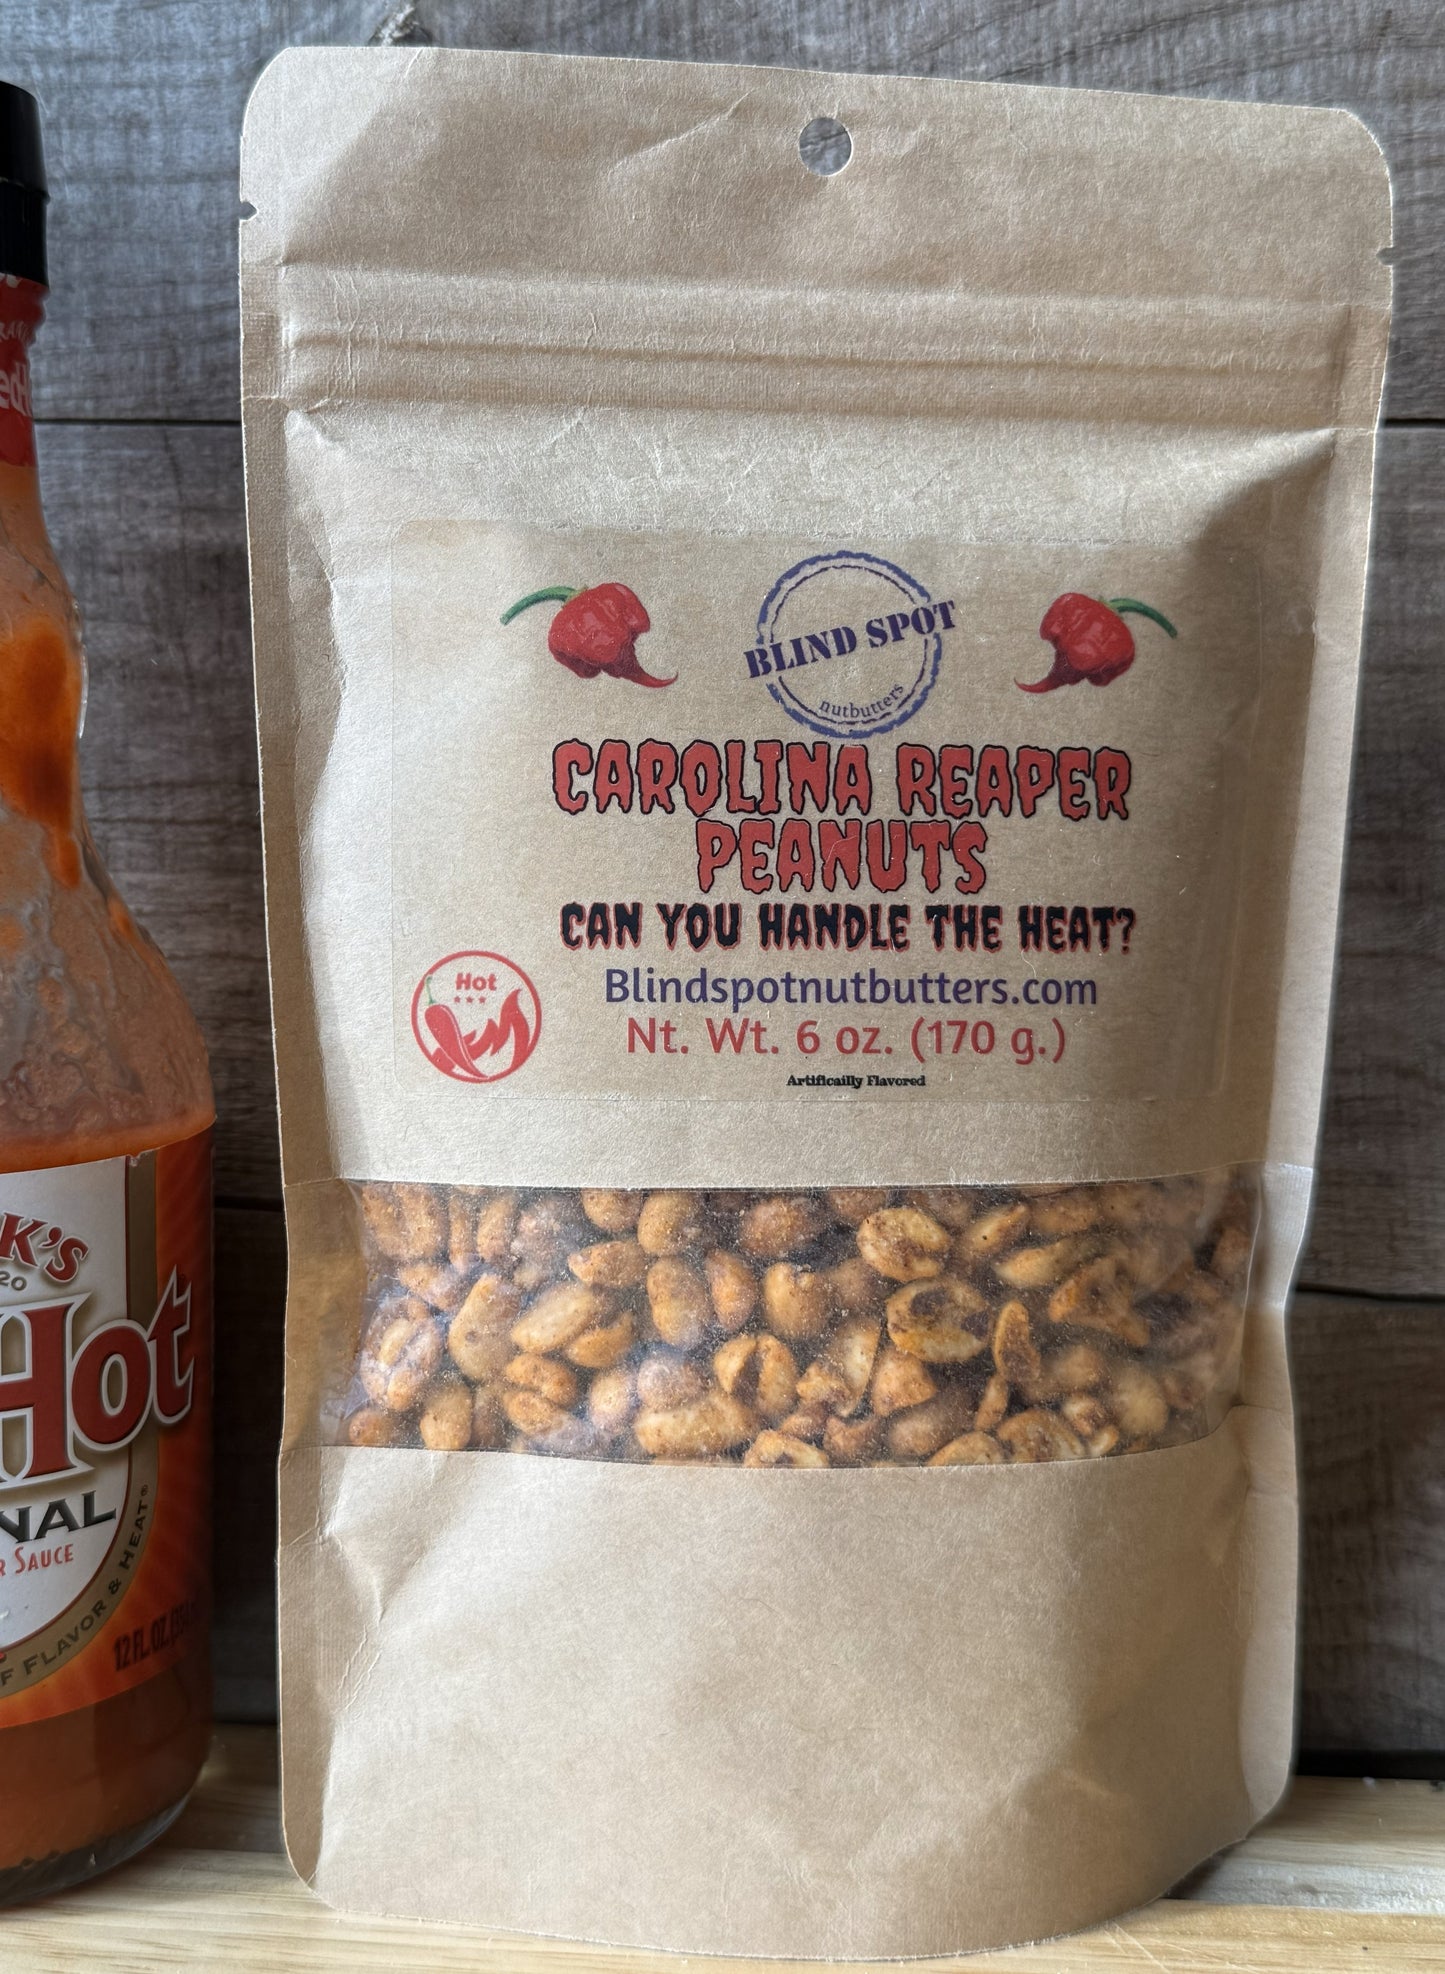 BLIND SPOT
nutbutters
CAROLINA REAPER
PEANUTS
CAN YOU HANDLE THE HEAT?
Hot
Blindspotnutbutters.com
Nt. Wt. 6 oz. (170 g.)
Artificailly Flavored
K'S
20
Hot
NAL
R SAUCE
F FLAVOR & HEAT®
12 FL. OZ.